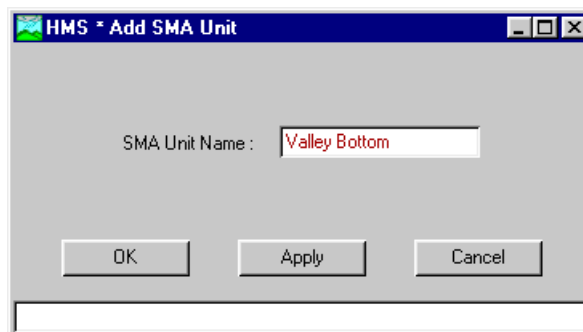 HMS * Add SMA Unit
SMA Unit Name : Valley Bottom
OK Apply Cancel